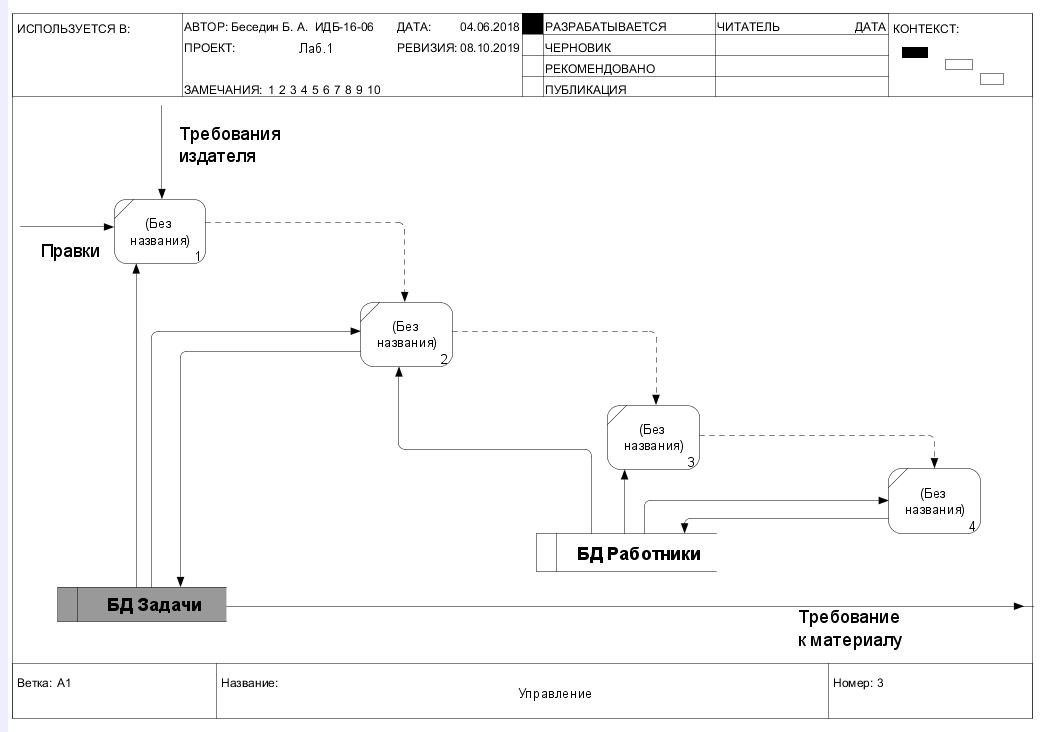 ИСПОЛЬЗУЕТСЯ В:
АВТОР: Беседин Б. А.  ИДБ-16-06
ДАТА: 04.06.2018
ПРОЕКТ: Лаб.1
РЕВИЗИЯ: 08.10.2019
ЗАМЕЧАНИЯ: 1 2 3 4 5 6 7 8 9 10
РАЗРАБАТЫВАЕТСЯ
ЧЕРНОВИК
РЕКОМЕНДОВАНО
ПУБЛИКАЦИЯ
ЧИТАТЕЛЬ
ДАТА
КОНТЕКСТ:
Требования
издателя
(Без
названия)
1
Правки
(Без
названия)
2
(Без
названия)
3
(Без
названия)
4
БД Работники
БД Задачи
Требование
к материалу
Ветка: A1
Название:
Управление
Номер: 3